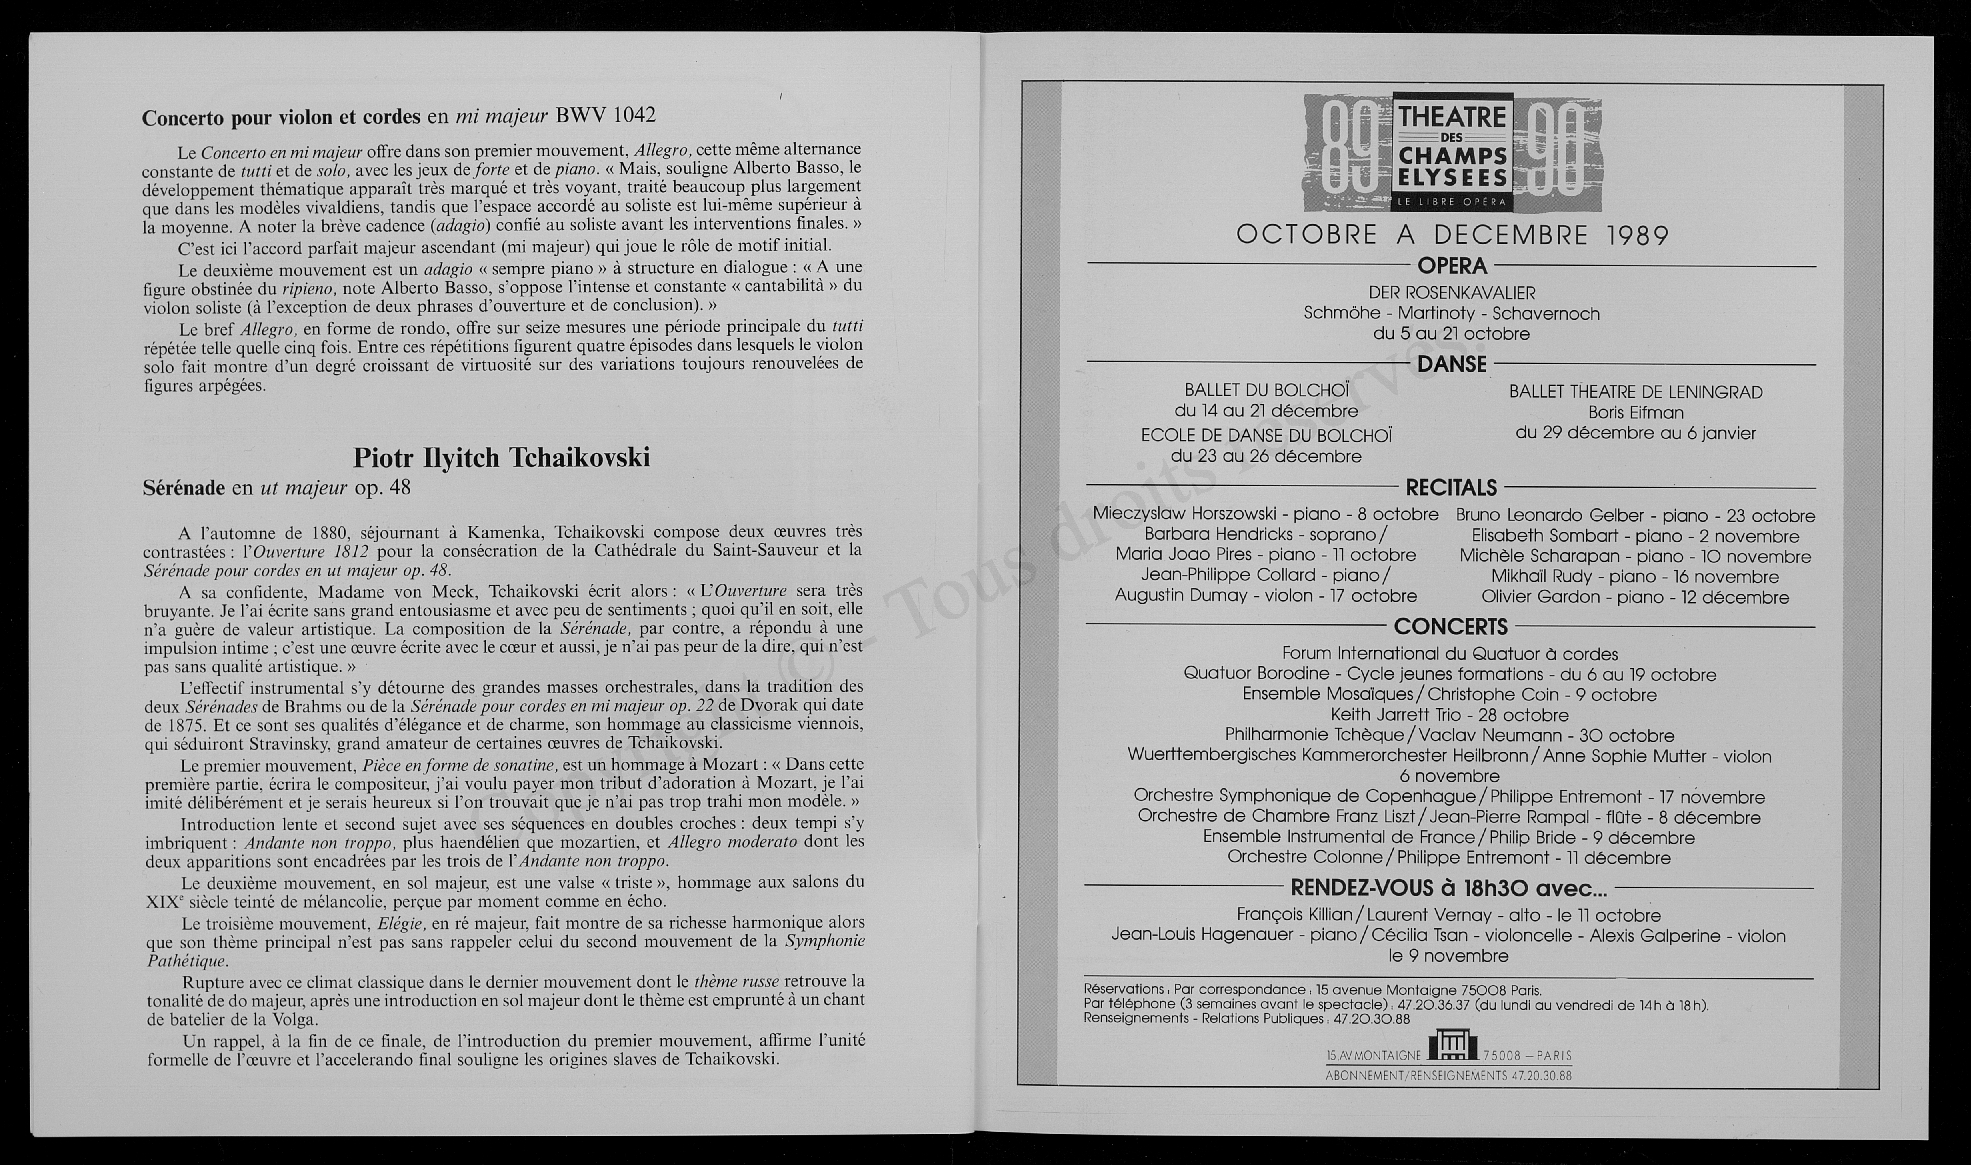 Concerto pour violon et cordes en mi majeur BWV 1042
Le Concerto en mi majeur offre dans son premier mouvement, Allegro, cette même alternance
constante de tutti et de solo, avec les jeux de forte et de piano. « Mais, souligne Alberto Basso, le
développement thématique apparaît très marqué et très voyant, traité beaucoup plus largement
que dans les modèles vivaldiens, tandis que l'espace accordé au soliste est lui-même supérieur à
la moyenne. A noter la brève cadence (adagio) confié au soliste avant les interventions finales. »
C'est ici l'accord parfait majeur ascendant (mi majeur) qui joue le rôle de motif initial.
Le deuxième mouvement est un adagio « sempre piano » à structure en dialogue : « A une
figure obstinée du ripieno, note Alberto Basso, s'oppose l'intense et constante « cantabilità » du
violon soliste (à l'exception de deux phrases d'ouverture et de conclusion). »
Le bref Allegro, en forme de rondo, offre sur seize mesures une période principale du tutti
répétée telle quelle cinq fois. Entre ces répétitions figurent quatre épisodes dans lesquels le violon
solo fait montre d'un degré croissant de virtuosité sur des variations toujours renouvelées de
figures arpégées.
Piotr Ilyitch Tchaikovski
Sérénade en ut majeur op. 48
A l'automne de 1880, séjournant à Kamenka, Tchaikovski compose deux œuvres très
contrastées : l'Ouverture 1812 pour la consécration de la Cathédrale du Saint-Sauveur et la
Sérénade pour cordes en ut majeur op. 48.
A sa confidente, Madame von Meck, Tchaikovski écrit alors : « L'Ouverture sera très
bruyante. Je l'ai écrite sans grand entousiasme et avec peu de sentiments ; quoi qu'il en soit, elle
n'a guère de valeur artistique. La composition de la Sérénade, par contre, a répondu à une
impulsion intime ; c'est une œuvre écrite avec le cœur et aussi, je n'ai pas peur de la dire, qui n'est
pas sans qualité artistique. »
L'effectif instrumental s'y détourne des grandes masses orchestrales, dans la tradition des
deux Sérénades de Brahms ou de la Sérénade pour cordes en mi majeur op. 22 de Dvorak qui date
de 1875. Et ce sont ses qualités d'élégance et de charme, son hommage au classicisme viennois,
qui séduiront Stravinsky, grand amateur de certaines œuvres de Tchaikovski.
Le premier mouvement, Pièce en forme de sonatine, est un hommage à Mozart : « Dans cette
première partie, écrira le compositeur, j'ai voulu payer mon tribut d'adoration à Mozart, je l'ai
imité délibérément et je serais heureux si l'on trouvait que je n'ai pas trop trahi mon modèle. »
Introduction lente et second sujet avec ses séquences en doubles croches : deux tempi s'y
imbriquent : Andante non troppo, plus haendélien que mozartien, et Allegro moderato dont les
deux apparitions sont encadrées par les trois de l'Andante non troppo.
Le deuxième mouvement, en sol majeur, est une valse « triste », hommage aux salons du
XIXe siècle teinté de mélancolie, perçue par moment comme en écho.
Le troisième mouvement, Elégie, en ré majeur, fait montre de sa richesse harmonique alors
que son thème principal n'est pas sans rappeler celui du second mouvement de la Symphonie
Pathétique.
Rupture avec ce climat classique dans le dernier mouvement dont le thème russe retrouve la
tonalité de do majeur, après une introduction en sol majeur dont le thème est emprunté à un chant
de batelier de la Volga.
Un rappel, à la fin de ce finale, de l'introduction du premier mouvement, affirme l'unité
formelle de l'œuvre et l'accelerando final souligne les origines slaves de Tchaikovski.
89 THEATRE DES CHAMPS ELYSEES 90
LE LIBRE OPERA
OCTOBRE A DECEMBRE 1989
OPERA
DER ROSENKAVALIER
Schmöhe - Martinoty - Schavernoch
du 5 au 21 octobre
DANSE
BALLET DU BOLCHOÏ
du 14 au 21 décembre
ECOLE DE DANSE DU BOLCHOÏ
du 23 au 26 décembre
BALLET THEATRE DE LENINGRAD
Boris Eifman
du 29 décembre au 6 janvier
RECITALS
Mieczyslaw Horszowski - piano - 8 octobre
Barbara Hendricks - soprano/
Maria Joao Pires - piano - 11 octobre
Jean-Philippe Collard - piano/
Augustin Dumay - violon - 17 octobre
Bruno Leonardo Gelber - piano - 23 octobre
Elisabeth Sombart - piano - 2 novembre
Michèle Scharapan - piano - 10 novembre
Mikhaïl Rudy - piano - 16 novembre
Olivier Gardon - piano - 12 décembre
CONCERTS
Forum International du Quatuor à cordes
Quatuor Borodine - Cycle jeunes formations - du 6 au 19 octobre
Ensemble Mosaïques/Christophe Coin - 9 octobre
Keith Jarrett Trio - 28 octobre
Philharmonie Tchèque/Vaclav Neumann - 30 octobre
Wuerttembergisches Kammerorchester Heilbronn/Anne Sophie Mutter - violon
6 novembre
Orchestre Symphonique de Copenhague/Philippe Entremont - 17 novembre
Orchestre de Chambre Franz Liszt/Jean-Pierre Rampal - flûte - 8 décembre
Ensemble Instrumental de France/Philip Bride - 9 décembre
Orchestre Colonne/Philippe Entremont - 11 décembre
RENDEZ-VOUS à 18h30 avec...
François Killian/Laurent Vernay - alto - le 11 octobre
Jean-Louis Hagenauer - piano/Cécilia Tsan - violoncelle - Alexis Galperine - violon
le 9 novembre
Réservations : Par correspondance : 15 avenue Montaigne 75008 Paris.
Par téléphone (3 semaines avant le spectacle) : 47.20.36.37 (du lundi au vendredi de 14h à 18h).
Renseignements - Relations Publiques : 47.20.30.88
15, AV MONTAIGNE 75008 – PARIS
ABONNEMENT/RENSEIGNEMENTS 47.20.30.88
Copyright © - Tous droits réservés.